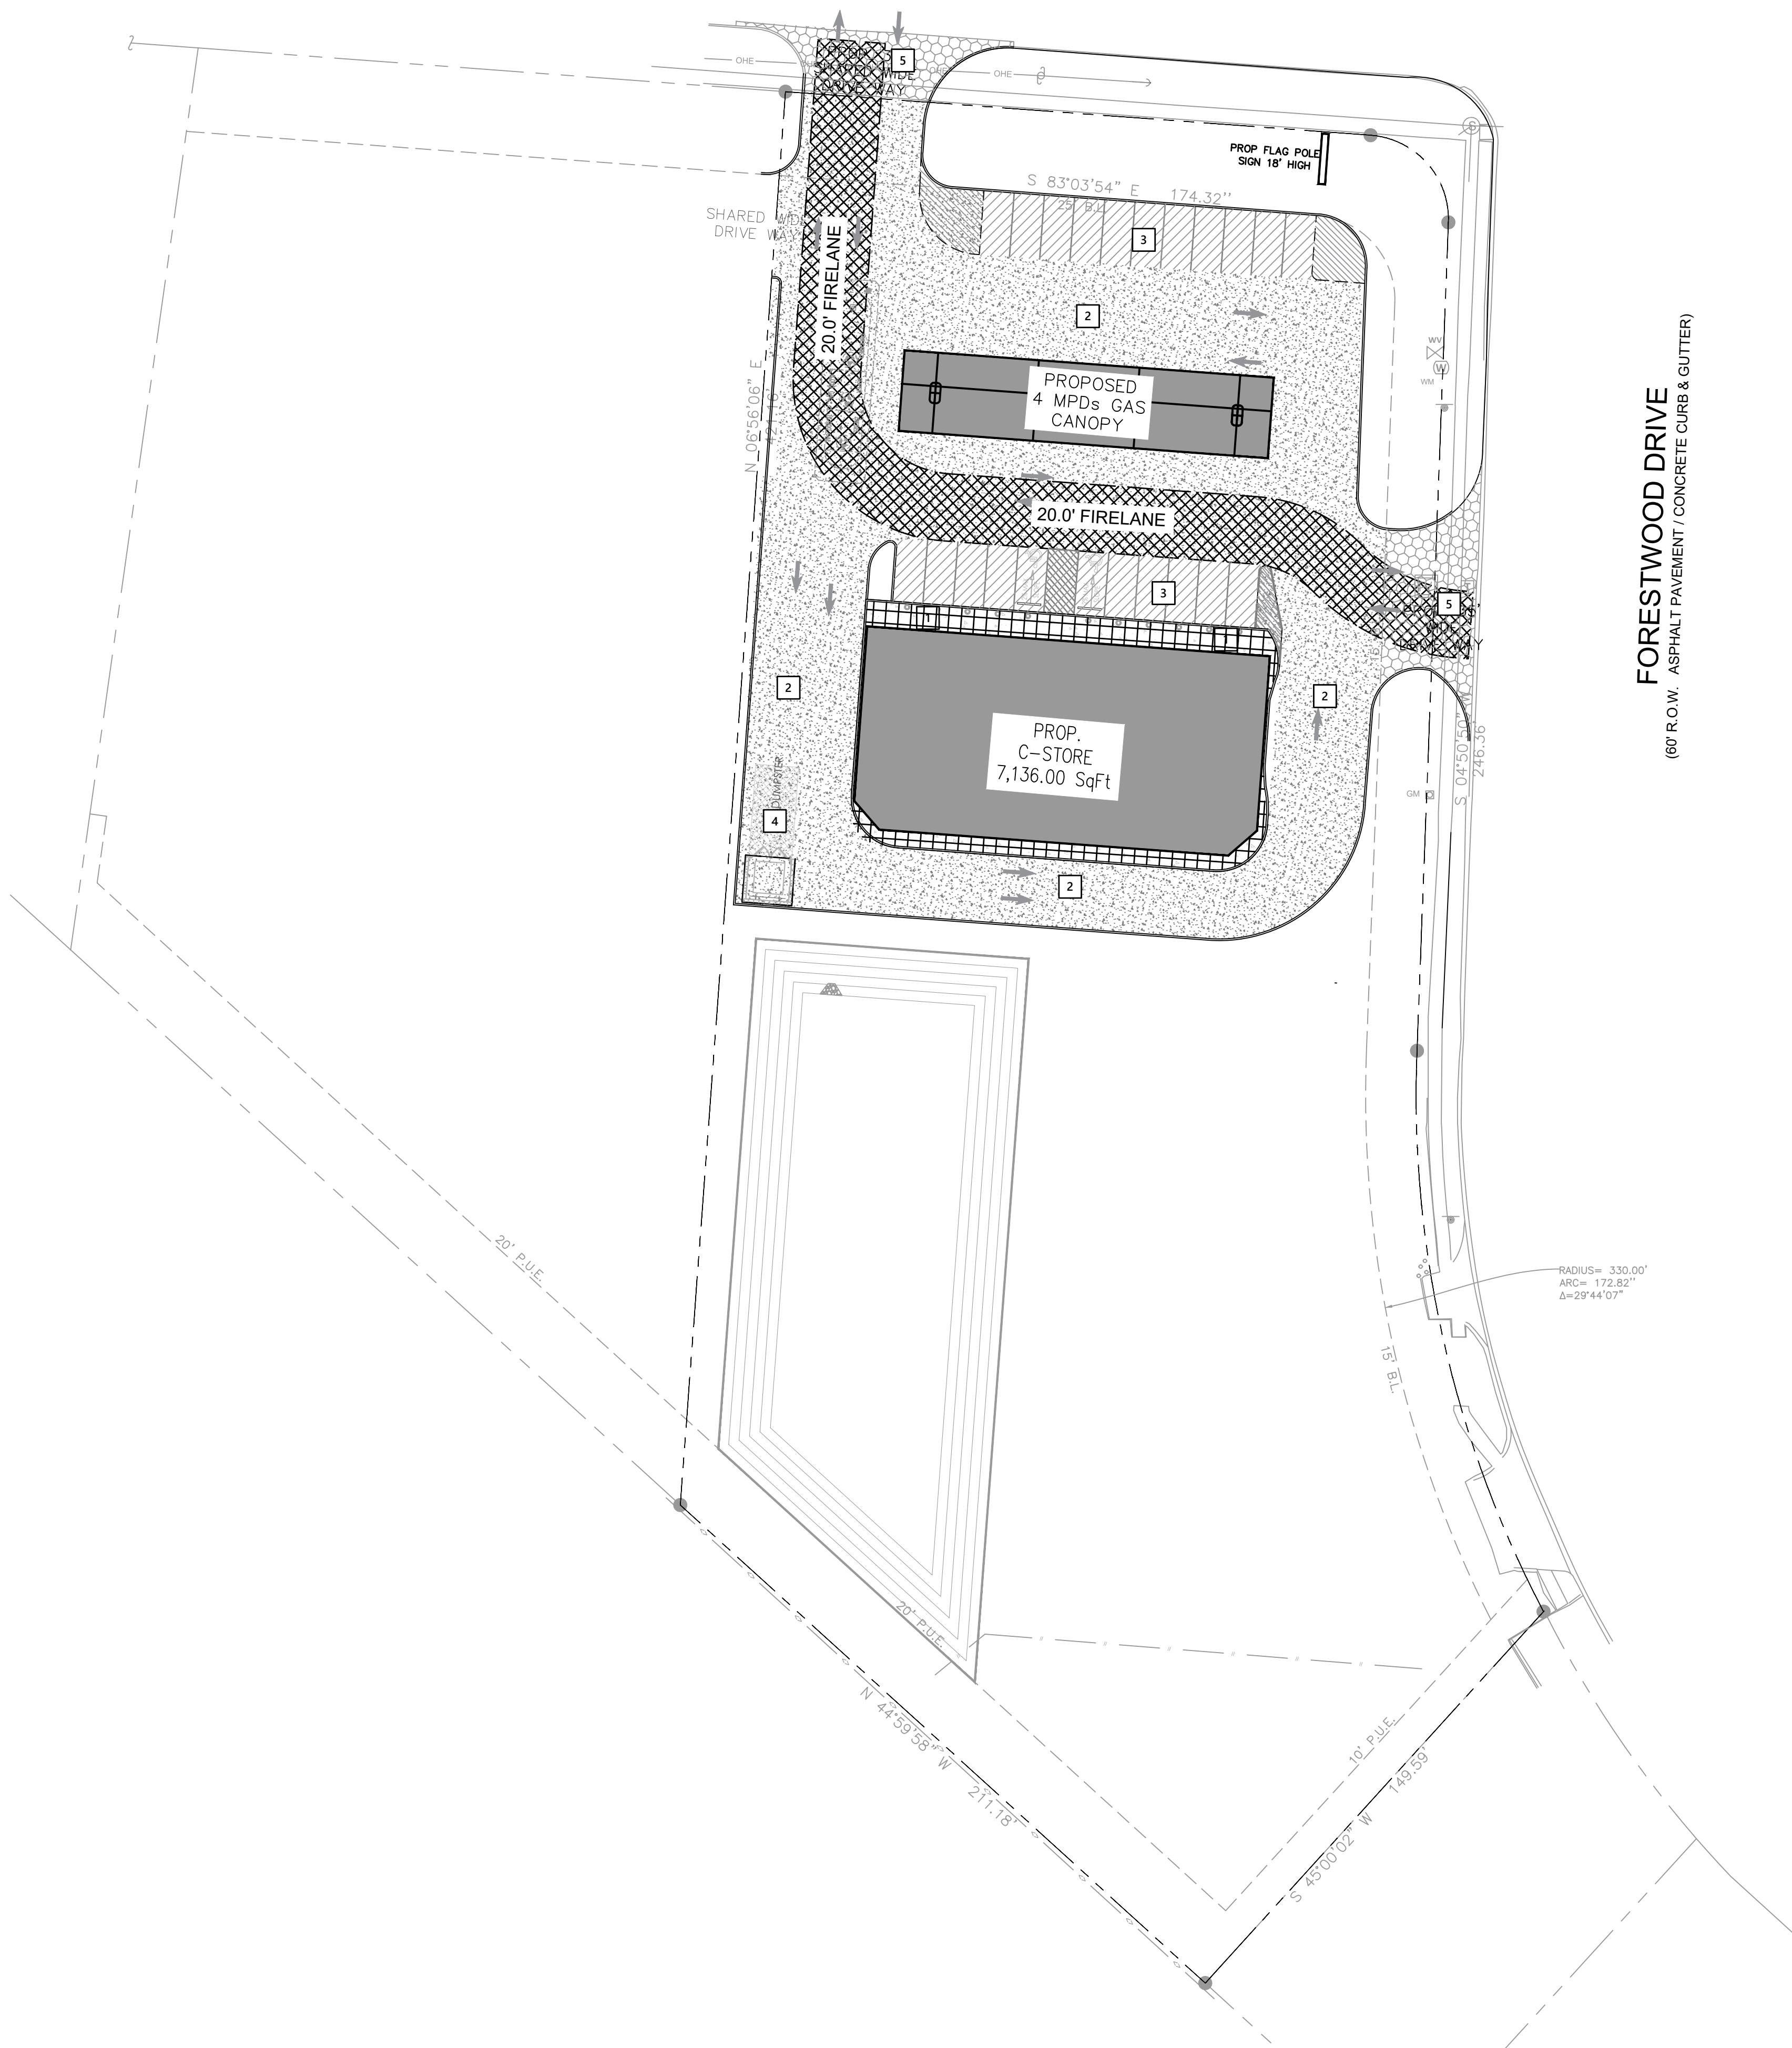 5
OHE
OHE
WIDE
PROP FLAG POLE
SIGN 18' HIGH
S 83°03'54" E 174.32''
25' B.L.
SHARED
DRIVE WAY
3
20.0' FIRELANE
2
WV
W
WM
N 06°56'06" E
PROPOSED
4 MPDs GAS
CANOPY
20.0' FIRELANE
FORESTWOOD DRIVE
(60' R.O.W. ASPHALT PAVEMENT / CONCRETE CURB & GUTTER)
3
5
1
2
2
PROP.
C-STORE
7,136.00 SqFt
S 04°50'50"
246.36'
GM
DUMPSTER
4
2
20' P.U.E.
RADIUS= 330.00'
ARC= 172.82''
Δ=29°44'07"
15' B.L.
20' P.U.E.
N 44°59'58" W 211.18'
10' P.U.E.
S 45°00'02" W 149.59'